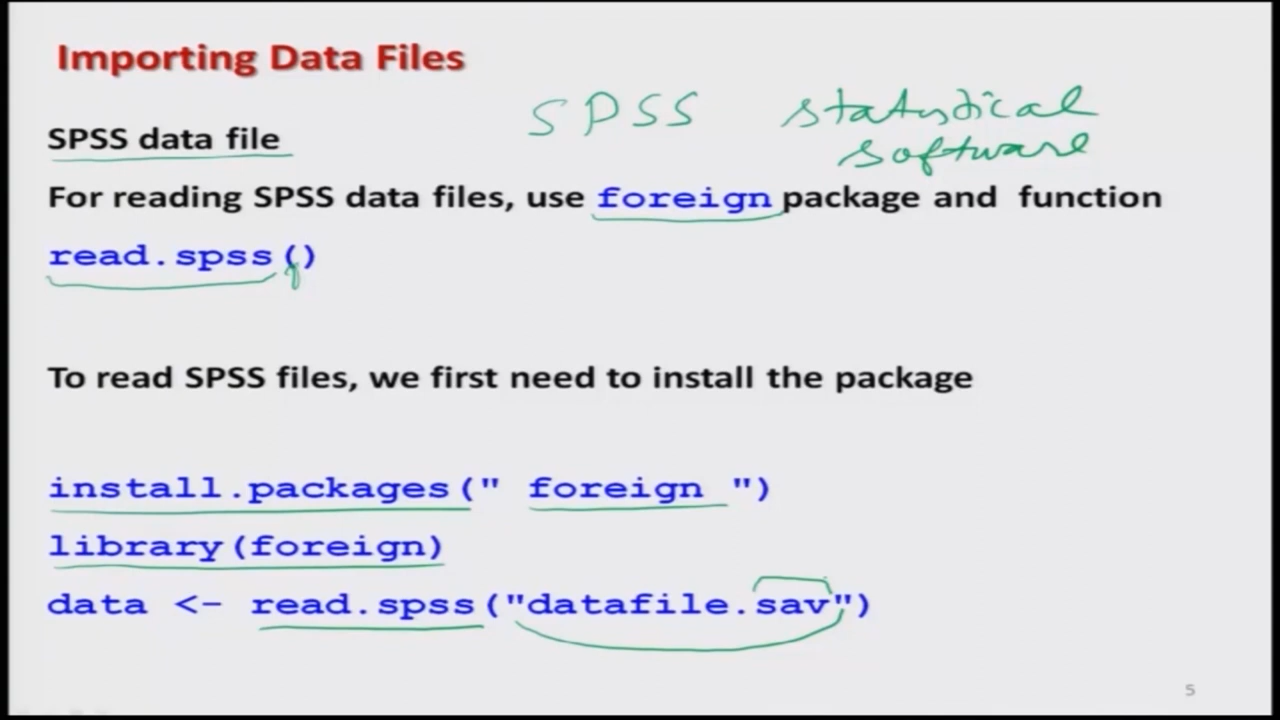 Importing Data Files
SPSS statistical
software
SPSS data file
For reading SPSS data files, use foreign package and function
read.spss()
To read SPSS files, we first need to install the package
install.packages(" foreign ")
library(foreign)
data <- read.spss("datafile.sav")
5